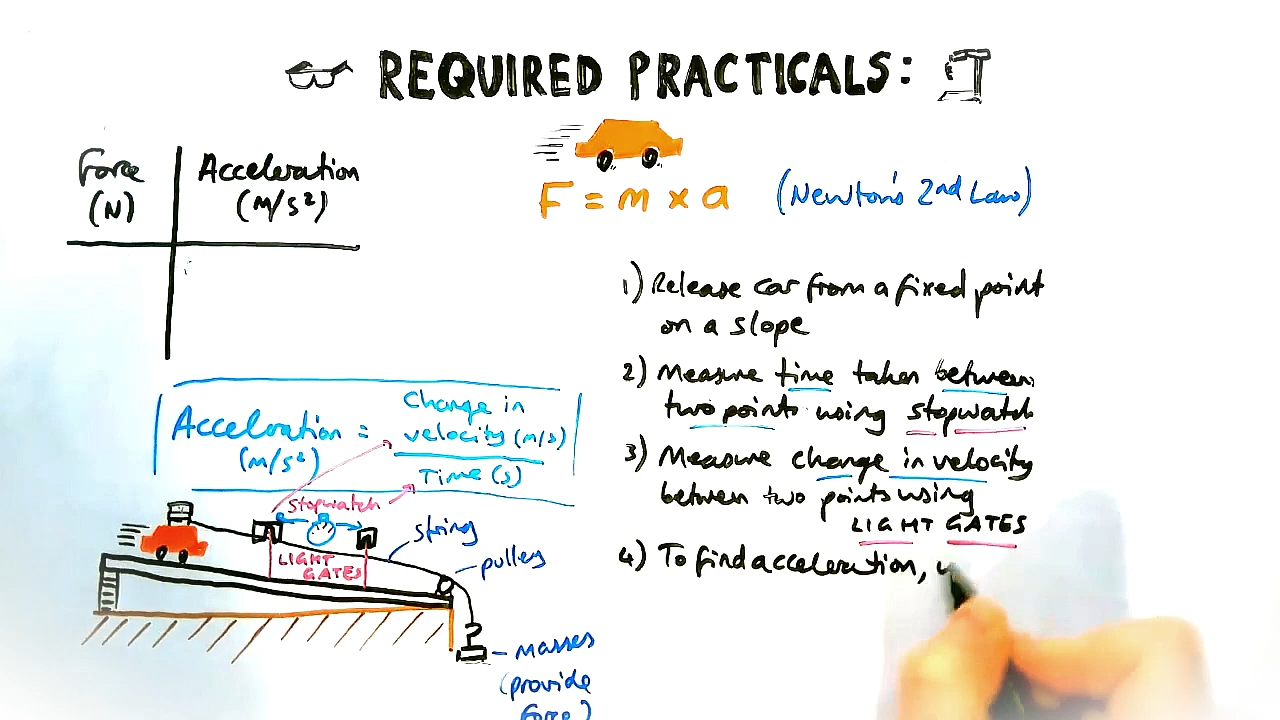 REQUIRED PRACTICALS:
Force
(N)
Acceleration
(m/s²)
F = m x a
(Newton's 2nd Law)
1) Release car from a fixed point
on a slope
2) Measure time taken between
two points using stopwatch
3) Measure change in velocity
between two points using
LIGHT GATES
4) To find acceleration,
Acceleration =
(m/s²)
change in
velocity (m/s)
Time (s)
stopwatch
LIGHT
GATES
string
pulley
- masses
(provide
force)